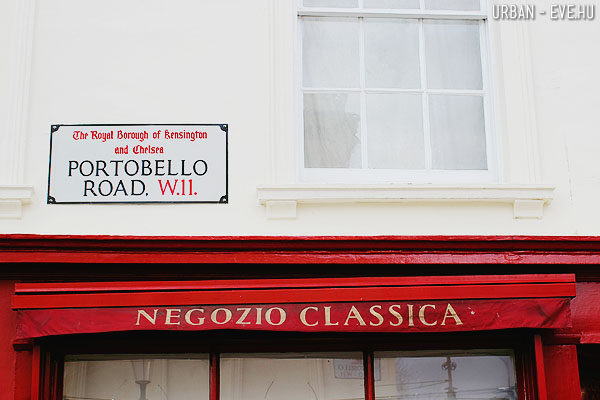 URBAN - EVE.HU
The Royal Borough of Kensington
and Chelsea
PORTOBELLO
ROAD, W.11.
NEGOZIO CLASSICA